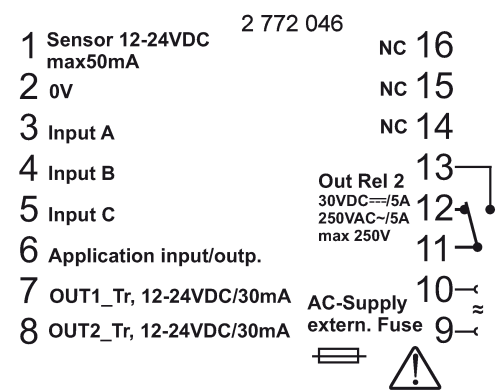 2 772 046
1 Sensor 12-24VDC
max50mA
2 0V
3 Input A
4 Input B
5 Input C
6 Application input/outp.
7 OUT1_Tr, 12-24VDC/30mA
8 OUT2_Tr, 12-24VDC/30mA
NC 16
NC 15
NC 14
13
Out Rel 2
30VDC⎓/5A 12
250VAC~/5A
max 250V
11
10
AC-Supply
≈
extern. Fuse 9